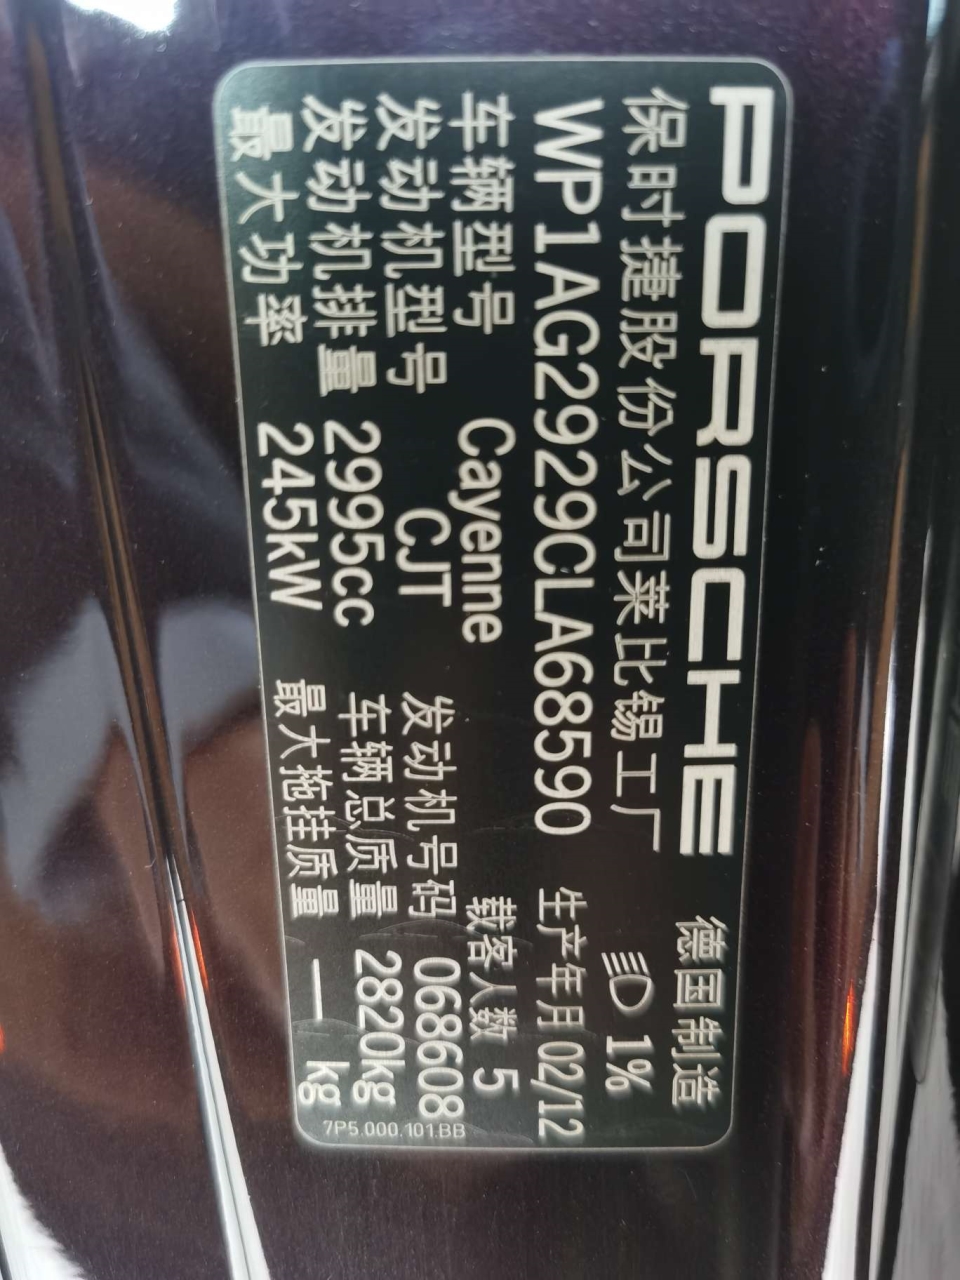 PORSCHE 德国制造
保时捷股份公司莱比锡工厂 1%
WP1AG2929CLA68590 生产年月 02/12
车辆型号 Cayenne 载客人数 5
发动机型号 CJT 发动机号码 068608
发动机排量 2995cc 车辆总质量 2820kg
最大功率 245kW 最大拖挂质量 — kg
7P5.000.101.BB